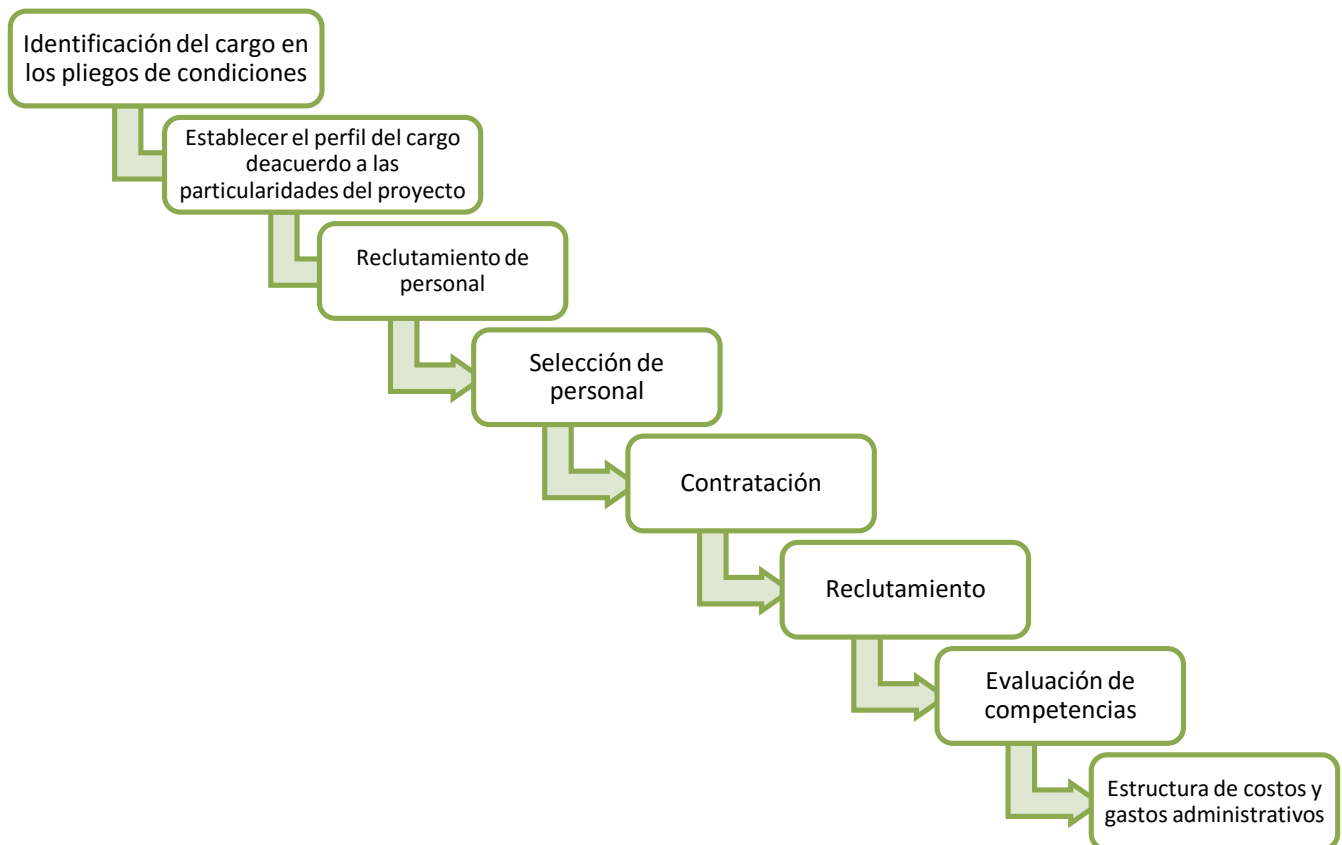 Identificación del cargo en
los pliegos de condiciones
Establecer el perfil del cargo
deacuerdo a las
particularidades del proyecto
Reclutamiento de
personal
Selección de
personal
Contratación
Reclutamiento
Evaluación de
competencias
Estructura de costos y
gastos administrativos